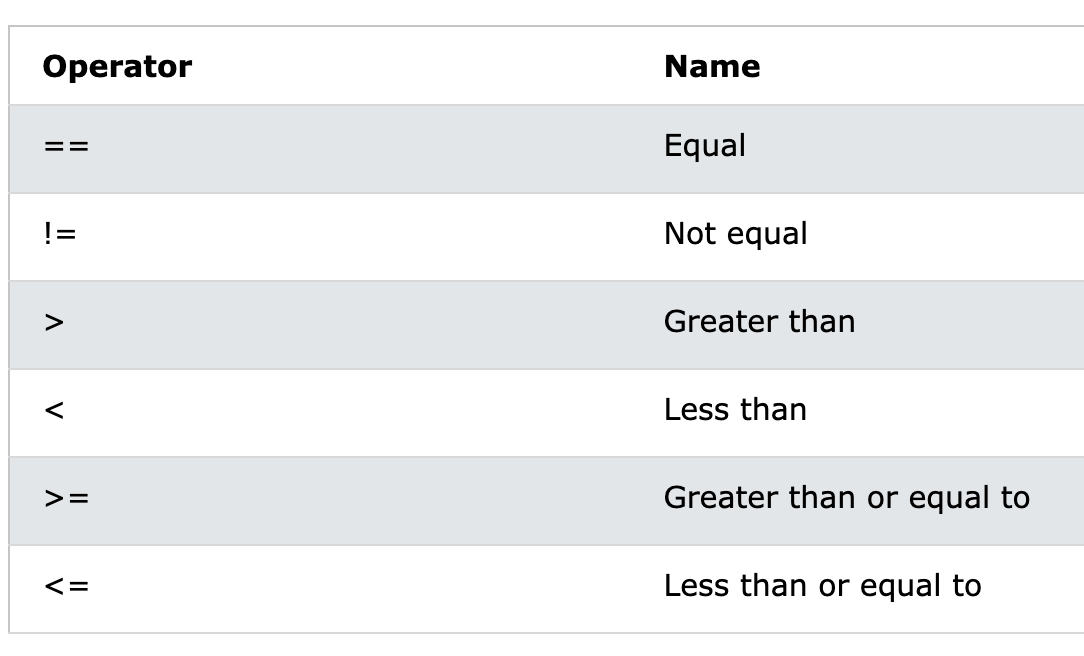 Operator Name
== Equal
!= Not equal
> Greater than
< Less than
>= Greater than or equal to
<= Less than or equal to